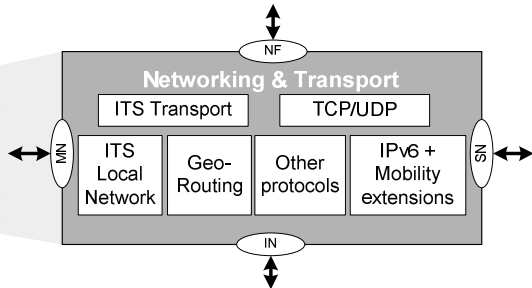 NF
Networking & Transport
ITS Transport
TCP/UDP
MN
ITS
Local
Network
Geo-
Routing
Other
protocols
IPv6 +
Mobility
extensions
SN
IN